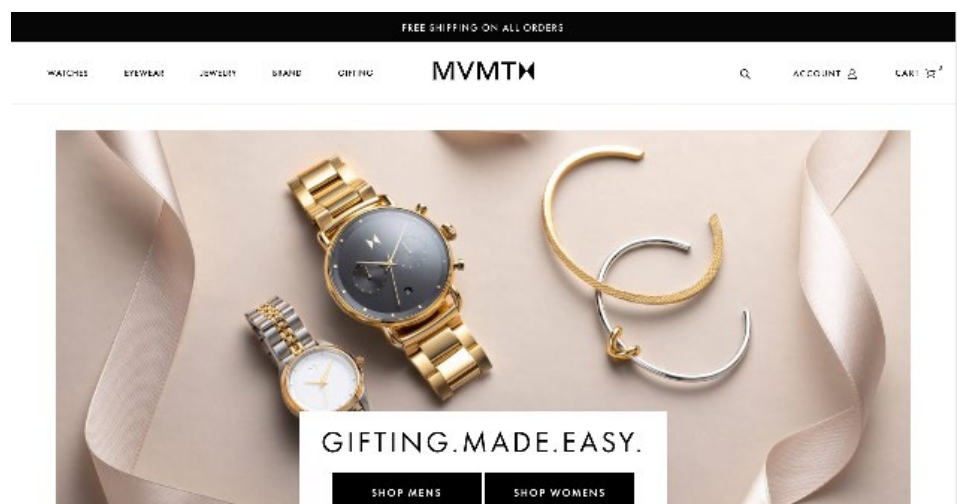 FREE SHIPPING ON ALL ORDERS
WATCHES EYEWEAR JEWELRY BRAND GIFTING MVMT ACCOUNT CART
GIFTING.MADE.EASY.
SHOP MENS SHOP WOMENS